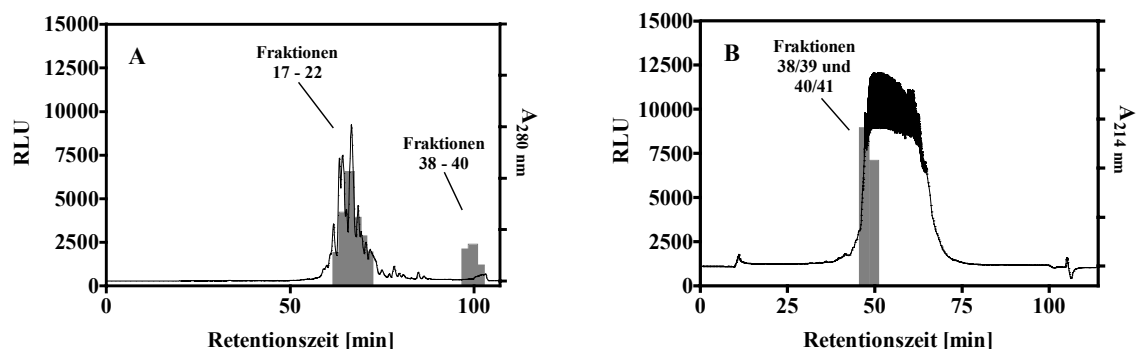 A
RLU
15000
12500
10000
7500
5000
2500
0
Fraktionen
17 - 22
Fraktionen
38 - 40
A280 nm
0
50
100
Retentionszeit [min]
B
RLU
15000
12500
10000
7500
5000
2500
0
Fraktionen
38/39 und
40/41
A214 nm
0
25
50
75
100
Retentionszeit [min]